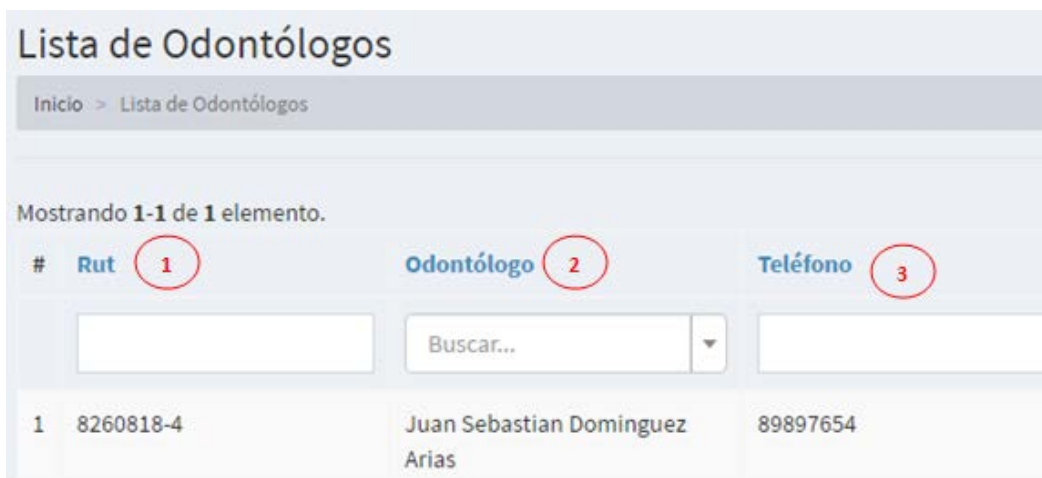 Lista de Odontólogos
Inicio > Lista de Odontólogos
Mostrando 1-1 de 1 elemento.
# Rut 1 Odontólogo 2 Teléfono 3
Buscar...
1 8260818-4 Juan Sebastian Dominguez 89897654
Arias